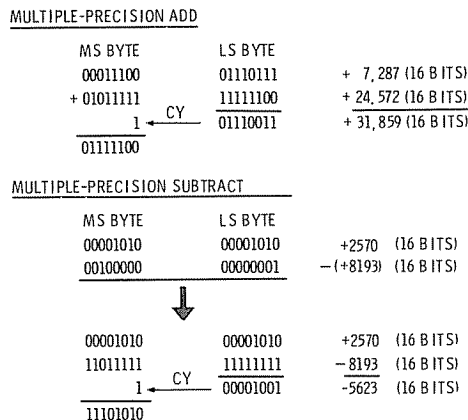 MULTIPLE-PRECISION ADD
MS BYTE LS BYTE
00011100 01110111 + 7,287 (16 BITS)
+ 01011111 11111100 + 24,572 (16 BITS)
1 CY 01110011 + 31,859 (16 BITS)
01111100
MULTIPLE-PRECISION SUBTRACT
MS BYTE LS BYTE
00001010 00001010 +2570 (16 BITS)
00100000 00000001 –(+8193) (16 BITS)
00001010 00001010 +2570 (16 BITS)
11011111 11111111 – 8193 (16 BITS)
1 CY 00001001 -5623 (16 BITS)
11101010